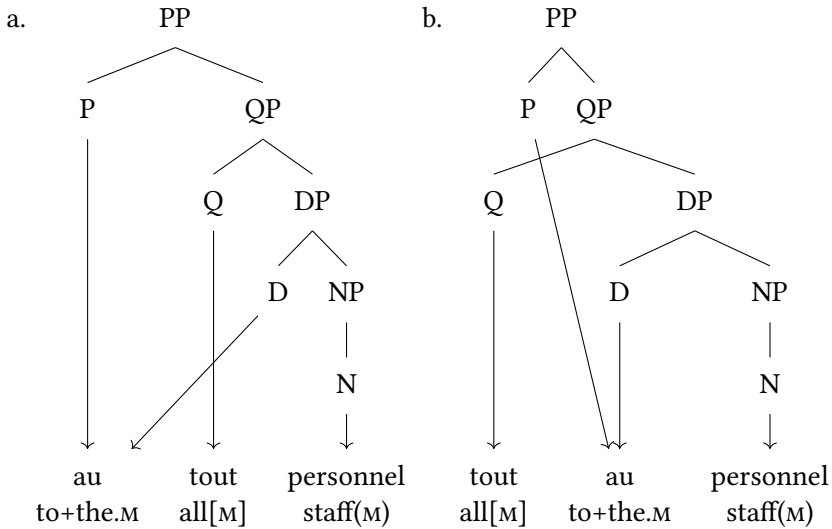 a. PP b. PP
P QP P QP
Q DP Q DP
D NP D NP
N N
au tout personnel tout au personnel
to+the.ᴍ all[ᴍ] staff(ᴍ) all[ᴍ] to+the.ᴍ staff(ᴍ)